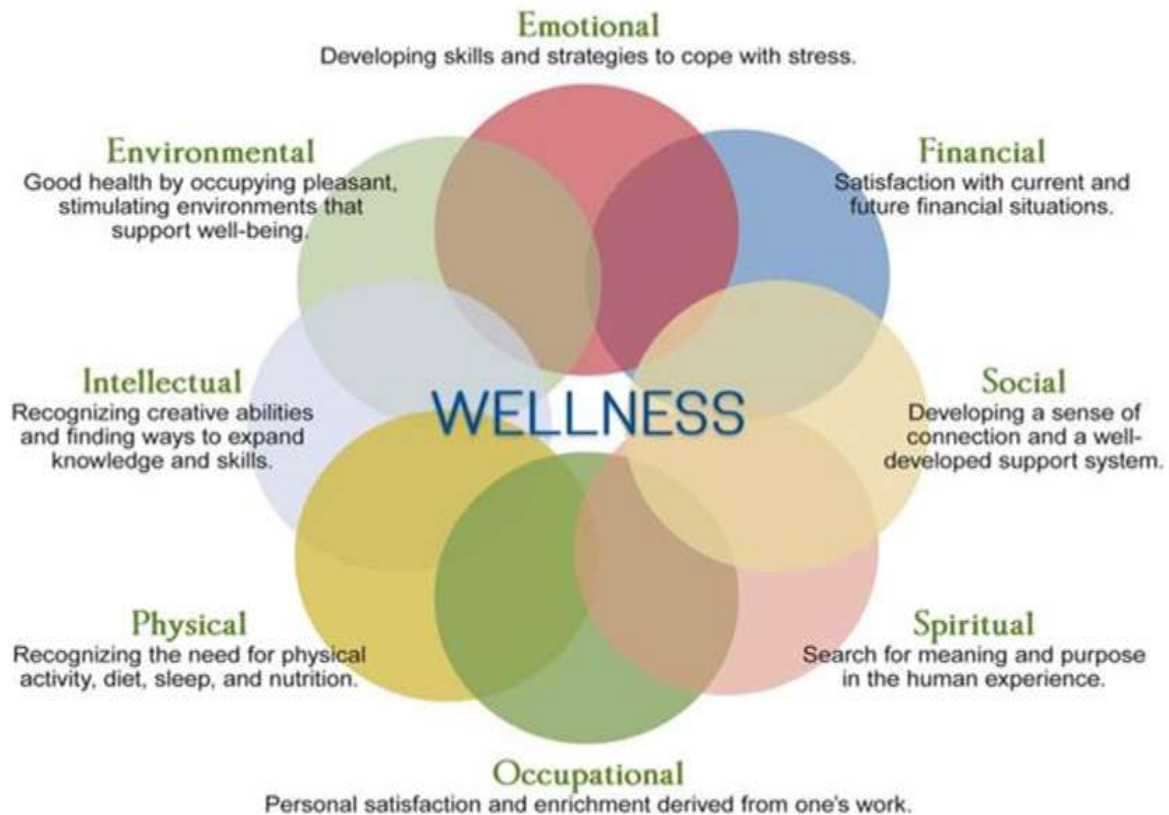 Emotional
Developing skills and strategies to cope with stress.
Environmental
Good health by occupying pleasant,
stimulating environments that
support well-being.
Financial
Satisfaction with current and
future financial situations.
Intellectual
Recognizing creative abilities
and finding ways to expand
knowledge and skills.
WELLNESS
Social
Developing a sense of
connection and a well-
developed support system.
Physical
Recognizing the need for physical
activity, diet, sleep, and nutrition.
Spiritual
Search for meaning and purpose
in the human experience.
Occupational
Personal satisfaction and enrichment derived from one's work.